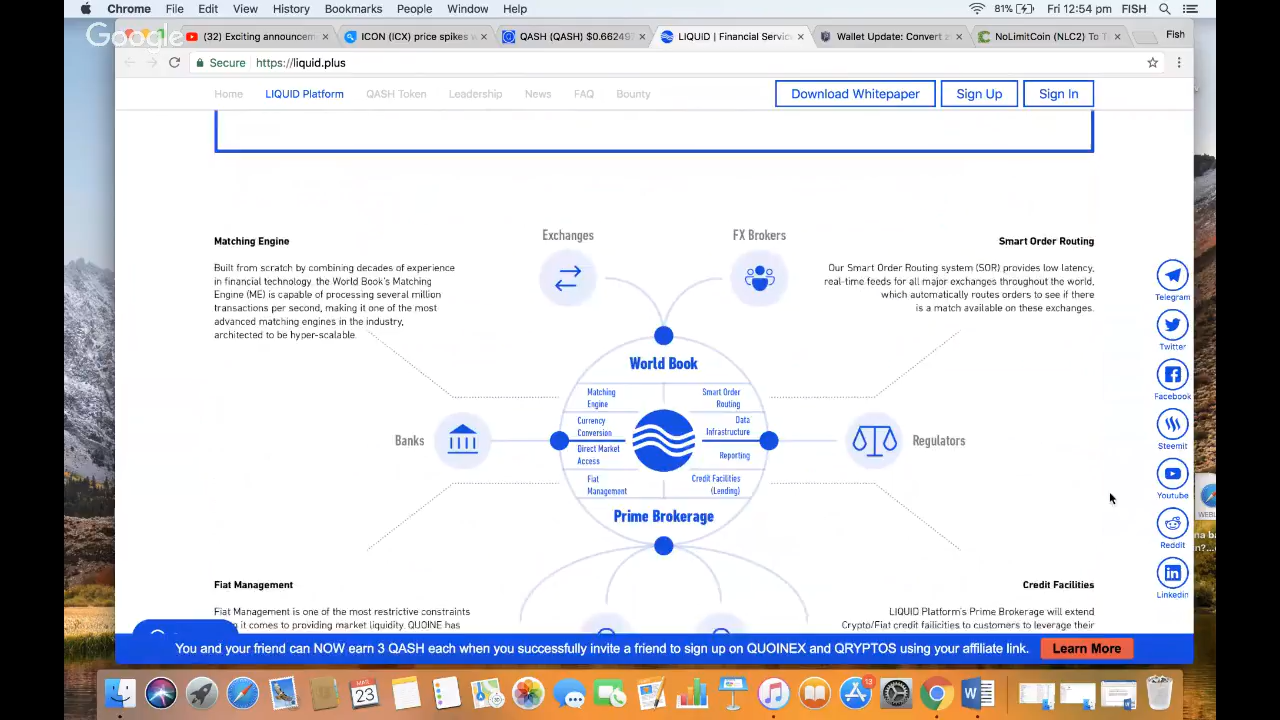 Chrome File Edit View History Bookmarks People Window Help 81% Fri 12:54 pm FISH
Google
(32) Exciting announcem
ICON (ICX) price spikes w
QASH (QASH) $0.66249
LIQUID | Financial Servic
Wallet Update: Convert
NoLimitCoin (NLC2) To T
Fish
Secure https://liquid.plus
Home LIQUID Platform QASH Token Leadership News FAQ Bounty Download Whitepaper Sign Up Sign In
Exchanges FX Brokers
Matching Engine
Built from scratch by combining decades of experience
in financial technology, the World Book's Matching
Engine (ME) is capable of processing several million
transactions per second, making it one of the most
advanced matching engines in the industry,
architected to be hyper-scalable.
Smart Order Routing
Our Smart Order Routing system (SOR) provides low latency,
real-time feeds for all major exchanges throughout the world,
which automatically routes orders to see if there
is a match available on these exchanges.
World Book
Matching
Engine
Smart Order
Routing
Currency
Conversion
Data
Infrastructure
Direct Market
Access
Reporting
Fiat
Management
Credit Facilities
(Lending)
Prime Brokerage
Banks
Regulators
Telegram
Twitter
Facebook
Steemit
Youtube
Reddit
Linkedin
Fiat Management
Fiat Management is one of the most restrictive constraints
it comes to providing market liquidity. QUOINE has
Credit Facilities
LIQUID Platform's Prime Brokerage will extend
Crypto/Fiat credit failicities to customers to leverage their
You and your friend can NOW earn 3 QASH each when you successfully invite a friend to sign up on QUOINEX and QRYPTOS using your affiliate link. Learn More
MAR
23